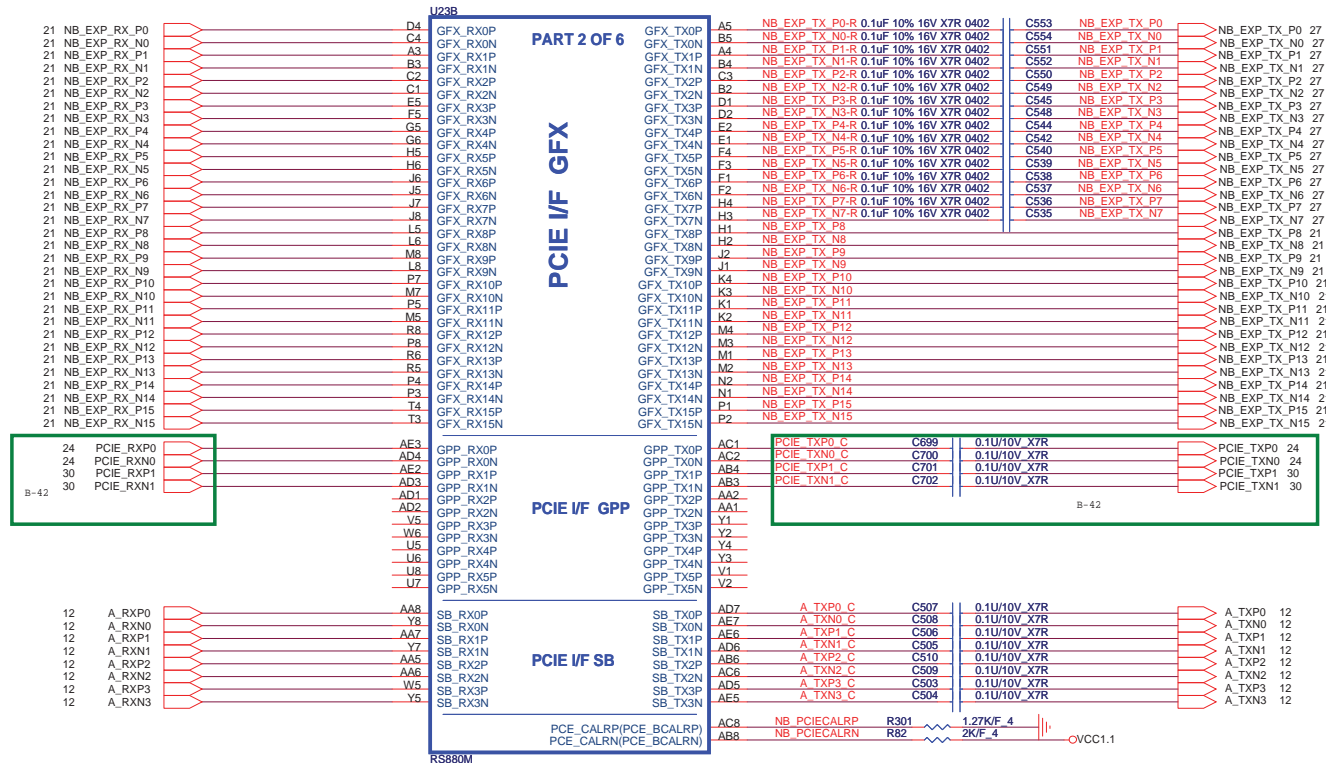 U23B
21 NB_EXP_RX_P0 D4 GFX_RX0P PART 2 OF 6 GFX_TX0P A5 NB_EXP_TX_P0-R 0.1uF 10% 16V X7R 0402 C553 NB_EXP_TX_P0 NB_EXP_TX_P0 27
21 NB_EXP_RX_N0 C4 GFX_RX0N GFX_TX0N B5 NB_EXP_TX_N0-R 0.1uF 10% 16V X7R 0402 C554 NB_EXP_TX_N0 NB_EXP_TX_N0 27
21 NB_EXP_RX_P1 A3 GFX_RX1P GFX_TX1P A4 NB_EXP_TX_P1-R 0.1uF 10% 16V X7R 0402 C551 NB_EXP_TX_P1 NB_EXP_TX_P1 27
21 NB_EXP_RX_N1 B3 GFX_RX1N GFX_TX1N B4 NB_EXP_TX_N1-R 0.1uF 10% 16V X7R 0402 C552 NB_EXP_TX_N1 NB_EXP_TX_N1 27
21 NB_EXP_RX_P2 C2 GFX_RX2P GFX_TX2P C3 NB_EXP_TX_P2-R 0.1uF 10% 16V X7R 0402 C550 NB_EXP_TX_P2 NB_EXP_TX_P2 27
21 NB_EXP_RX_N2 C1 GFX_RX2N GFX_TX2N B2 NB_EXP_TX_N2-R 0.1uF 10% 16V X7R 0402 C549 NB_EXP_TX_N2 NB_EXP_TX_N2 27
21 NB_EXP_RX_P3 E5 GFX_RX3P GFX_TX3P D1 NB_EXP_TX_P3-R 0.1uF 10% 16V X7R 0402 C545 NB_EXP_TX_P3 NB_EXP_TX_P3 27
21 NB_EXP_RX_N3 F5 GFX_RX3N GFX_TX3N D2 NB_EXP_TX_N3-R 0.1uF 10% 16V X7R 0402 C548 NB_EXP_TX_N3 NB_EXP_TX_N3 27
21 NB_EXP_RX_P4 G5 GFX_RX4P GFX_TX4P E2 NB_EXP_TX_P4-R 0.1uF 10% 16V X7R 0402 C544 NB_EXP_TX_P4 NB_EXP_TX_P4 27
21 NB_EXP_RX_N4 G6 GFX_RX4N GFX_TX4N E1 NB_EXP_TX_N4-R 0.1uF 10% 16V X7R 0402 C542 NB_EXP_TX_N4 NB_EXP_TX_N4 27
21 NB_EXP_RX_P5 H5 GFX_RX5P GFX_TX5P F4 NB_EXP_TX_P5-R 0.1uF 10% 16V X7R 0402 C540 NB_EXP_TX_P5 NB_EXP_TX_P5 27
21 NB_EXP_RX_N5 H6 GFX_RX5N GFX_TX5N F3 NB_EXP_TX_N5-R 0.1uF 10% 16V X7R 0402 C539 NB_EXP_TX_N5 NB_EXP_TX_N5 27
21 NB_EXP_RX_P6 J6 GFX_RX6P GFX_TX6P F1 NB_EXP_TX_P6-R 0.1uF 10% 16V X7R 0402 C538 NB_EXP_TX_P6 NB_EXP_TX_P6 27
21 NB_EXP_RX_N6 J5 GFX_RX6N GFX_TX6N F2 NB_EXP_TX_N6-R 0.1uF 10% 16V X7R 0402 C537 NB_EXP_TX_N6 NB_EXP_TX_N6 27
21 NB_EXP_RX_P7 J7 GFX_RX7P GFX_TX7P H4 NB_EXP_TX_P7-R 0.1uF 10% 16V X7R 0402 C536 NB_EXP_TX_P7 NB_EXP_TX_P7 27
21 NB_EXP_RX_N7 J8 GFX_RX7N GFX_TX7N H3 NB_EXP_TX_N7-R 0.1uF 10% 16V X7R 0402 C535 NB_EXP_TX_N7 NB_EXP_TX_N7 27
PCIE I/F GFX
21 NB_EXP_RX_P8 L5 GFX_RX8P GFX_TX8P H1 NB_EXP_TX_P8 NB_EXP_TX_P8 21
21 NB_EXP_RX_N8 L6 GFX_RX8N GFX_TX8N H2 NB_EXP_TX_N8 NB_EXP_TX_N8 21
21 NB_EXP_RX_P9 M8 GFX_RX9P GFX_TX9P J2 NB_EXP_TX_P9 NB_EXP_TX_P9 21
21 NB_EXP_RX_N9 L8 GFX_RX9N GFX_TX9N J1 NB_EXP_TX_N9 NB_EXP_TX_N9 21
21 NB_EXP_RX_P10 P7 GFX_RX10P GFX_TX10P K4 NB_EXP_TX_P10 NB_EXP_TX_P10 21
21 NB_EXP_RX_N10 M7 GFX_RX10N GFX_TX10N K3 NB_EXP_TX_N10 NB_EXP_TX_N10 21
21 NB_EXP_RX_P11 P5 GFX_RX11P GFX_TX11P K1 NB_EXP_TX_P11 NB_EXP_TX_P11 21
21 NB_EXP_RX_N11 M5 GFX_RX11N GFX_TX11N K2 NB_EXP_TX_N11 NB_EXP_TX_N11
21 NB_EXP_RX_P12 R8 GFX_RX12P GFX_TX12P M4 NB_EXP_TX_P12 NB_EXP_TX_P12 21
21 NB_EXP_RX_N12 P8 GFX_RX12N GFX_TX12N M3 NB_EXP_TX_N12 NB_EXP_TX_N12
21 NB_EXP_RX_P13 R6 GFX_RX13P GFX_TX13P M1 NB_EXP_TX_P13 NB_EXP_TX_P13 21
21 NB_EXP_RX_N13 R5 GFX_RX13N GFX_TX13N M2 NB_EXP_TX_N13 NB_EXP_TX_N13
21 NB_EXP_RX_P14 P4 GFX_RX14P GFX_TX14P N2 NB_EXP_TX_P14 NB_EXP_TX_P14 21
21 NB_EXP_RX_N14 P3 GFX_RX14N GFX_TX14N N1 NB_EXP_TX_N14 NB_EXP_TX_N14
21 NB_EXP_RX_P15 T4 GFX_RX15P GFX_TX15P P1 NB_EXP_TX_P15 NB_EXP_TX_P15 21
21 NB_EXP_RX_N15 T3 GFX_RX15N GFX_TX15N P2 NB_EXP_TX_N15 NB_EXP_TX_N15
24 PCIE_RXP0 AE3 GPP_RX0P GPP_TX0P AC1 PCIE_TXP0_C C699 0.1U/10V_X7R PCIE_TXP0 24
24 PCIE_RXN0 AD4 GPP_RX0N GPP_TX0N AC2 PCIE_TXN0_C C700 0.1U/10V_X7R PCIE_TXN0 24
30 PCIE_RXP1 AE2 GPP_RX1P GPP_TX1P AB4 PCIE_TXP1_C C701 0.1U/10V_X7R PCIE_TXP1 30
30 PCIE_RXN1 AD3 GPP_RX1N GPP_TX1N AB3 PCIE_TXN1_C C702 0.1U/10V_X7R PCIE_TXN1 30
B-42 AD1 GPP_RX2P GPP_TX2P AA2
AD2 GPP_RX2N PCIE I/F GPP GPP_TX2N AA1 B-42
V5 GPP_RX3P GPP_TX3P Y1
W6 GPP_RX3N GPP_TX3N Y2
U5 GPP_RX4P GPP_TX4P Y4
U6 GPP_RX4N GPP_TX4N Y3
U8 GPP_RX5P GPP_TX5P V1
U7 GPP_RX5N GPP_TX5N V2
12 A_RXP0 AA8 SB_RX0P SB_TX0P AD7 A_TXP0_C C507 0.1U/10V_X7R A_TXP0 12
12 A_RXN0 Y8 SB_RX0N SB_TX0N AE7 A_TXN0_C C508 0.1U/10V_X7R A_TXN0 12
12 A_RXP1 AA7 SB_RX1P SB_TX1P AE6 A_TXP1_C C506 0.1U/10V_X7R A_TXP1 12
12 A_RXN1 Y7 SB_RX1N SB_TX1N AD6 A_TXN1_C C505 0.1U/10V_X7R A_TXN1 12
12 A_RXP2 AA5 SB_RX2P PCIE I/F SB SB_TX2P AB6 A_TXP2_C C510 0.1U/10V_X7R A_TXP2 12
12 A_RXN2 AA6 SB_RX2N SB_TX2N AC6 A_TXN2_C C509 0.1U/10V_X7R A_TXN2 12
12 A_RXP3 W5 SB_RX3P SB_TX3P AD5 A_TXP3_C C503 0.1U/10V_X7R A_TXP3 12
12 A_RXN3 Y5 SB_RX3N SB_TX3N AE5 A_TXN3_C C504 0.1U/10V_X7R A_TXN3 12
PCE_CALRP(PCE_BCALRP) AC8 NB_PCIECALRP R301 1.27K/F_4
PCE_CALRN(PCE_BCALRN) AB8 NB_PCIECALRN R82 2K/F_4 VCC1.1
RS880M